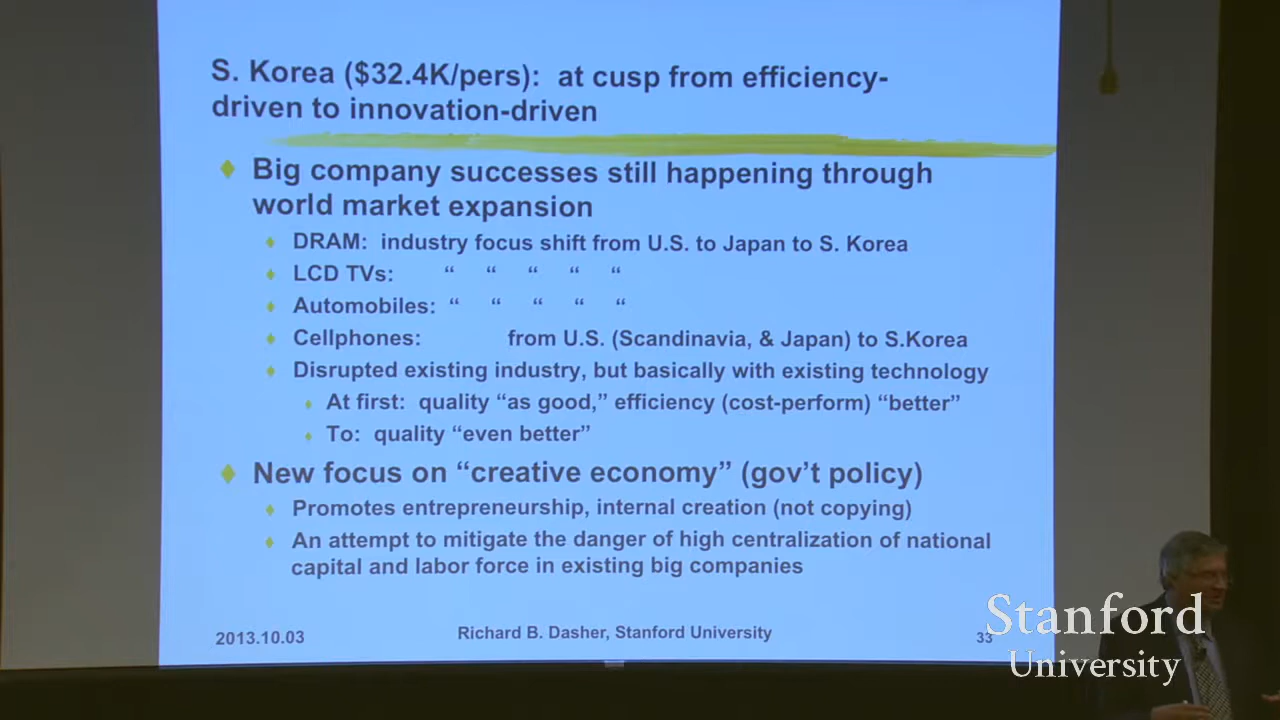 S. Korea ($32.4K/pers): at cusp from efficiency-
driven to innovation-driven
Big company successes still happening through
world market expansion
DRAM: industry focus shift from U.S. to Japan to S. Korea
LCD TVs: “ “ “ “ “
Automobiles: “ “ “ “ “
Cellphones: from U.S. (Scandinavia, & Japan) to S.Korea
Disrupted existing industry, but basically with existing technology
At first: quality “as good,” efficiency (cost-perform) “better”
To: quality “even better”
New focus on “creative economy” (gov’t policy)
Promotes entrepreneurship, internal creation (not copying)
An attempt to mitigate the danger of high centralization of national
capital and labor force in existing big companies
2013.10.03
Richard B. Dasher, Stanford University
33
Stanford
University